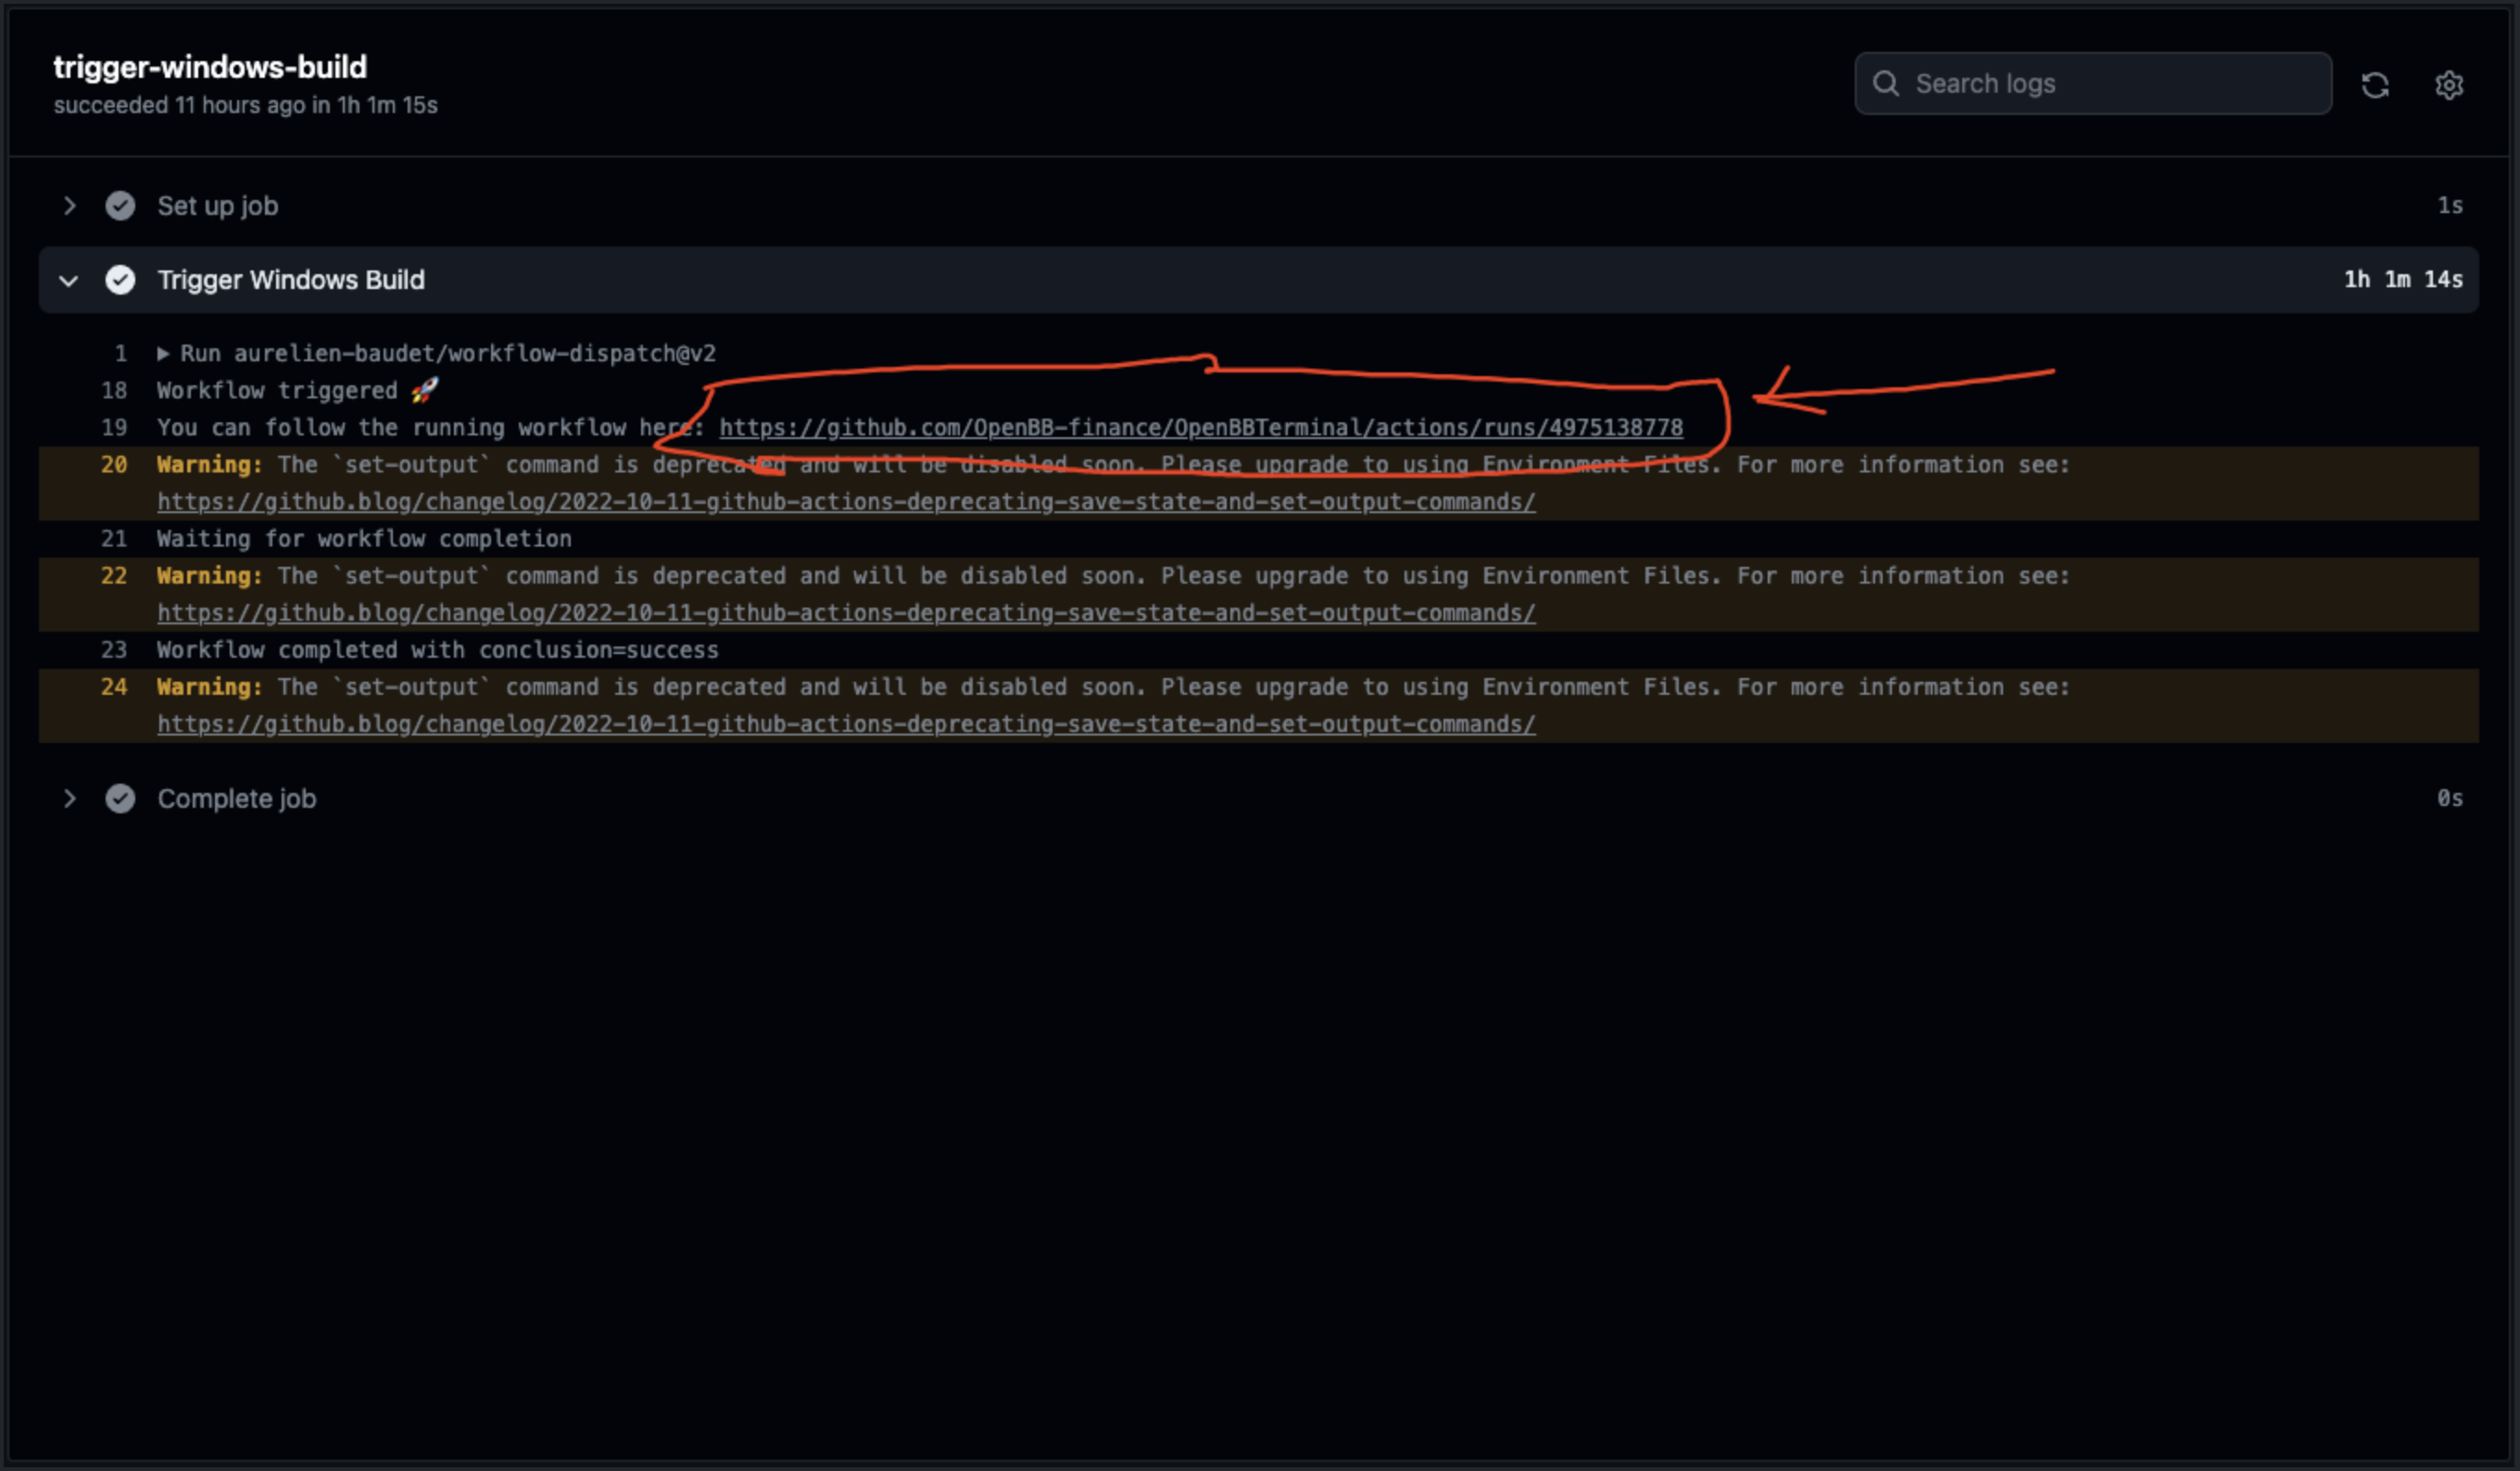 trigger-windows-build
succeeded 11 hours ago in 1h 1m 15s
Search logs
Set up job 1s
Trigger Windows Build 1h 1m 14s
1 Run aurelien-baudet/workflow-dispatch@v2
18 Workflow triggered 🚀
19 You can follow the running workflow here: https://github.com/OpenBB-finance/OpenBBTerminal/actions/runs/4975138778
20 Warning: The `set-output` command is deprecated and will be disabled soon. Please upgrade to using Environment Files. For more information see:
https://github.blog/changelog/2022-10-11-github-actions-deprecating-save-state-and-set-output-commands/
21 Waiting for workflow completion
22 Warning: The `set-output` command is deprecated and will be disabled soon. Please upgrade to using Environment Files. For more information see:
https://github.blog/changelog/2022-10-11-github-actions-deprecating-save-state-and-set-output-commands/
23 Workflow completed with conclusion=success
24 Warning: The `set-output` command is deprecated and will be disabled soon. Please upgrade to using Environment Files. For more information see:
https://github.blog/changelog/2022-10-11-github-actions-deprecating-save-state-and-set-output-commands/
Complete job 0s